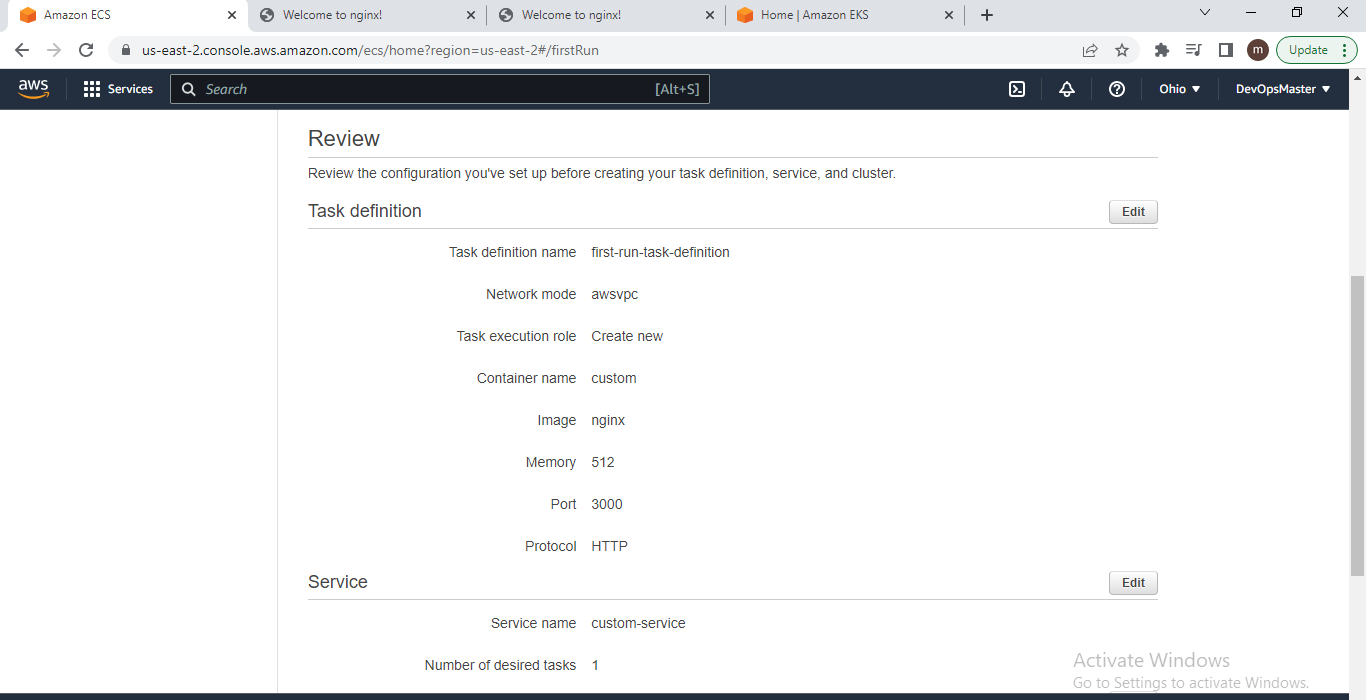 Amazon ECS Welcome to nginx! Welcome to nginx! Home | Amazon EKS
us-east-2.console.aws.amazon.com/ecs/home?region=us-east-2#/firstRun m Update
aws Services Search [Alt+S] Ohio DevOpsMaster
Review
Review the configuration you've set up before creating your task definition, service, and cluster.
Task definition Edit
Task definition name first-run-task-definition
Network mode awsvpc
Task execution role Create new
Container name custom
Image nginx
Memory 512
Port 3000
Protocol HTTP
Service Edit
Service name custom-service
Number of desired tasks 1
Activate Windows
Go to Settings to activate Windows.